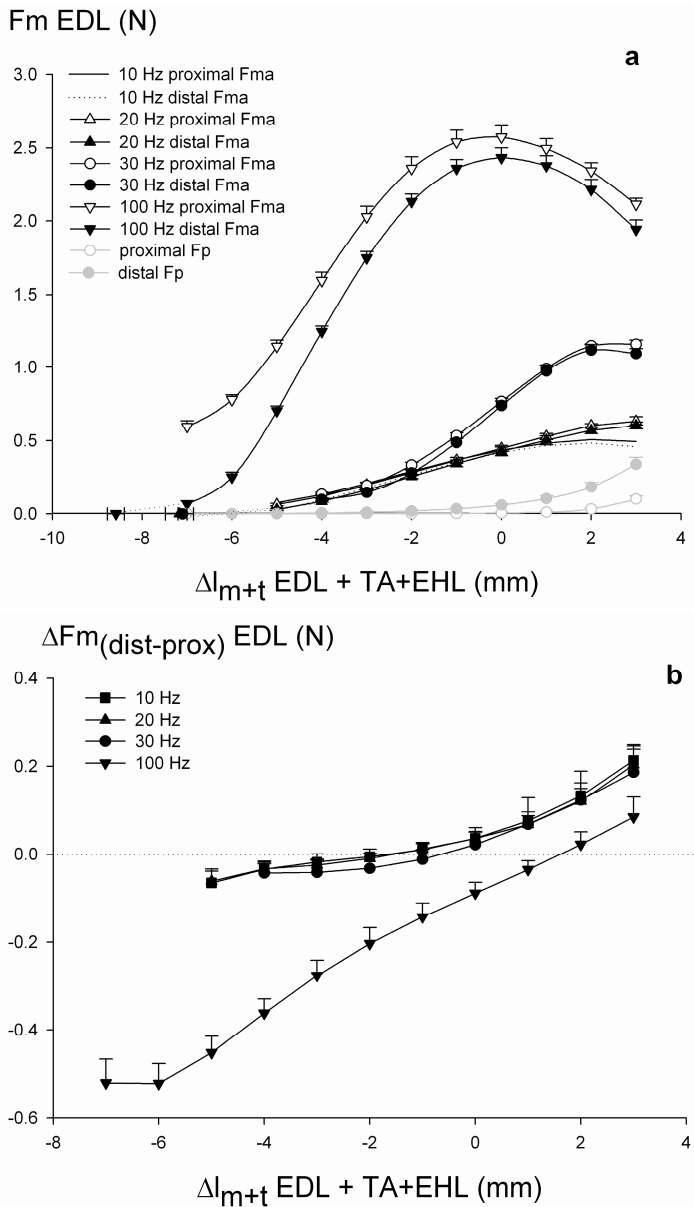 Fm EDL (N)
a
3.0
2.5
2.0
1.5
1.0
0.5
0.0
10 Hz proximal Fma
10 Hz distal Fma
20 Hz proximal Fma
20 Hz distal Fma
30 Hz proximal Fma
30 Hz distal Fma
100 Hz proximal Fma
100 Hz distal Fma
proximal Fp
distal Fp
-10 -8 -6 -4 -2 0 2 4
Δlm+t EDL + TA+EHL (mm)
ΔFm(dist-prox) EDL (N)
b
0.4
0.2
0.0
-0.2
-0.4
-0.6
10 Hz
20 Hz
30 Hz
100 Hz
-8 -6 -4 -2 0 2 4
Δlm+t EDL + TA+EHL (mm)